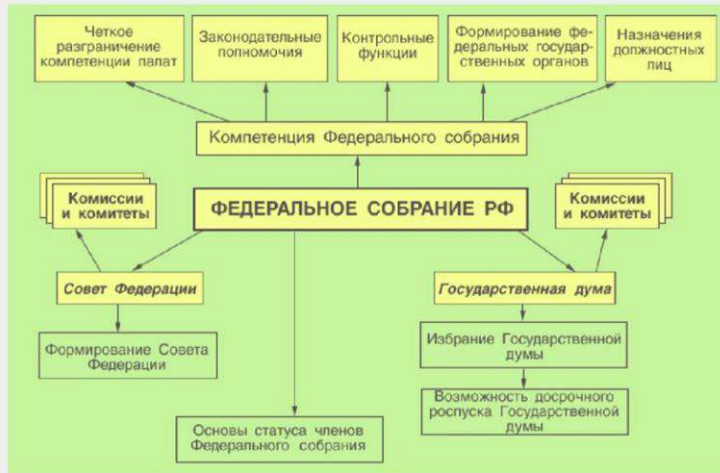 Четкое
разграничение
компетенции палат
Законодательные
попномочия
Контрольные
функции
Формирование фе-
деральных государ-
ственных органов
Назначения
должностных
лиц
Компетенция Федерального собрания
Комиссии
и комитеты
ФЕДЕРАЛЬНОЕ СОБРАНИЕ РФ
Комиссии
и комитеты
Совет Федерации
Государственная дума
Формирование Совета
Федерации
Избрание Государственной
думы
Возможность досрочного
роспуска Государственной
думы
Основы статуса членов
Федерального собрания